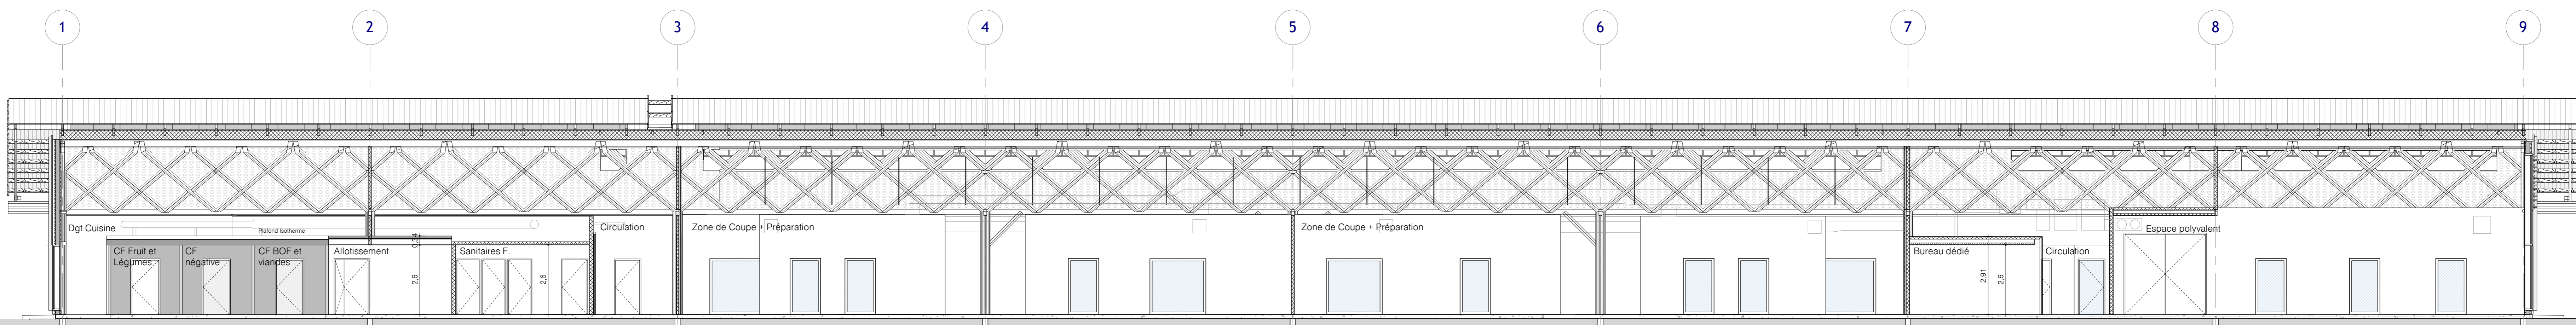 1 2 3 4 5 6 7 8 9
Dgt Cuisine
Plafond Isotherme
Circulation
Zone de Coupe + Préparation
Zone de Coupe + Préparation
Espace polyvalent
CF Fruit et
Légumes
CF
négative
CF BOF et
viandes
Allotissement
Sanitaires F.
Bureau dédié
Circulation
0,24
2,6
2,6
2,91
2,6